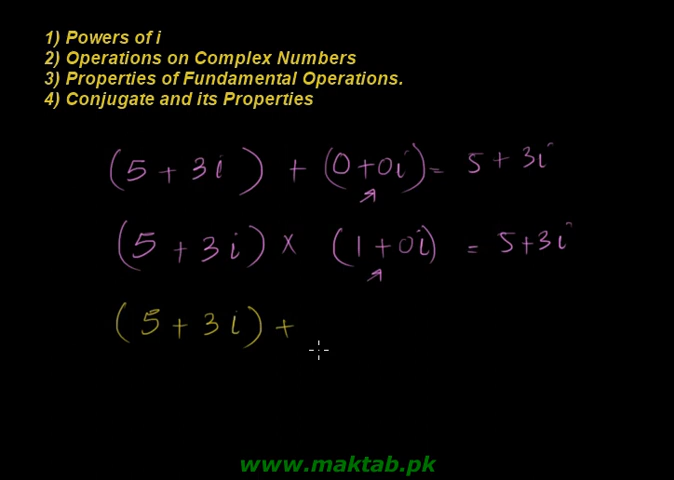 1) Powers of i
2) Operations on Complex Numbers
3) Properties of Fundamental Operations.
4) Conjugate and its Properties
(5 + 3i) + (0+0i) = 5 + 3i
(5 + 3i) × (1+0i) = 5+3i
(5 + 3i) +
www.maktab.pk